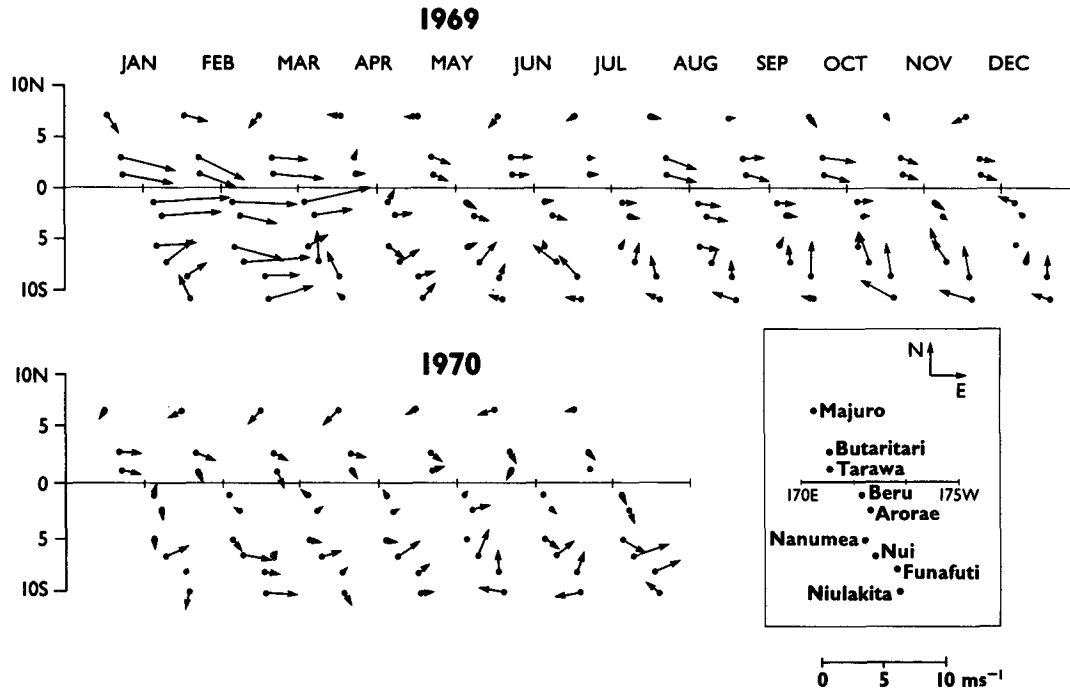 1969
JAN FEB MAR APR MAY JUN JUL AUG SEP OCT NOV DEC
10N
5
0
5
10S
1970
10N
5
0
5
10S
N
E
Majuro
Butaritari
Tarawa
170E 175W
Beru
Arorae
Nanumea
Nui
Funafuti
Niulakita
0 5 10 ms⁻¹